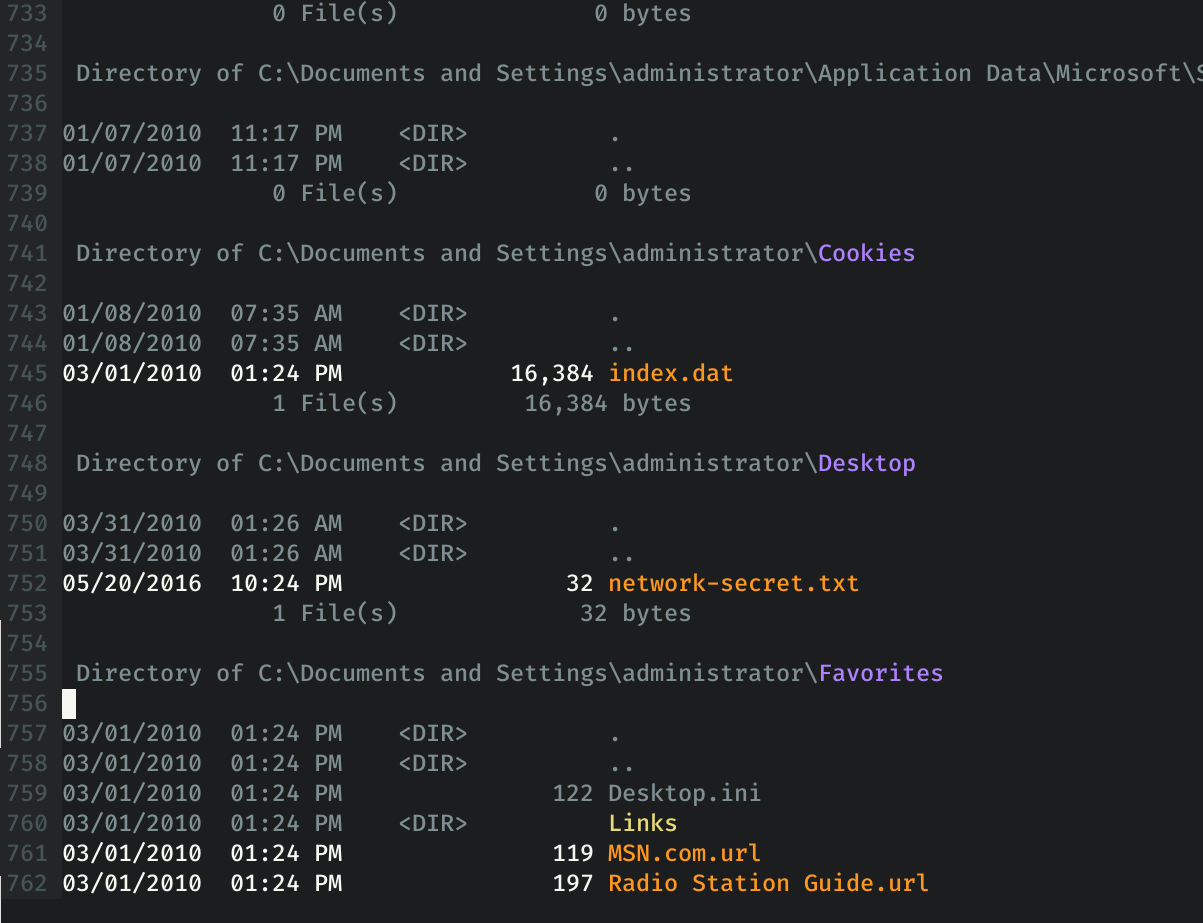 733                0 File(s)              0 bytes
734
735  Directory of C:\Documents and Settings\administrator\Application Data\Microsoft\
736
737 01/07/2010  11:17 PM    <DIR>          .
738 01/07/2010  11:17 PM    <DIR>          ..
739                0 File(s)              0 bytes
740
741  Directory of C:\Documents and Settings\administrator\Cookies
742
743 01/08/2010  07:35 AM    <DIR>          .
744 01/08/2010  07:35 AM    <DIR>          ..
745 03/01/2010  01:24 PM            16,384 index.dat
746                1 File(s)         16,384 bytes
747
748  Directory of C:\Documents and Settings\administrator\Desktop
749
750 03/31/2010  01:26 AM    <DIR>          .
751 03/31/2010  01:26 AM    <DIR>          ..
752 05/20/2016  10:24 PM                32 network-secret.txt
753                1 File(s)             32 bytes
754
755  Directory of C:\Documents and Settings\administrator\Favorites
756
757 03/01/2010  01:24 PM    <DIR>          .
758 03/01/2010  01:24 PM    <DIR>          ..
759 03/01/2010  01:24 PM               122 Desktop.ini
760 03/01/2010  01:24 PM    <DIR>          Links
761 03/01/2010  01:24 PM               119 MSN.com.url
762 03/01/2010  01:24 PM               197 Radio Station Guide.url